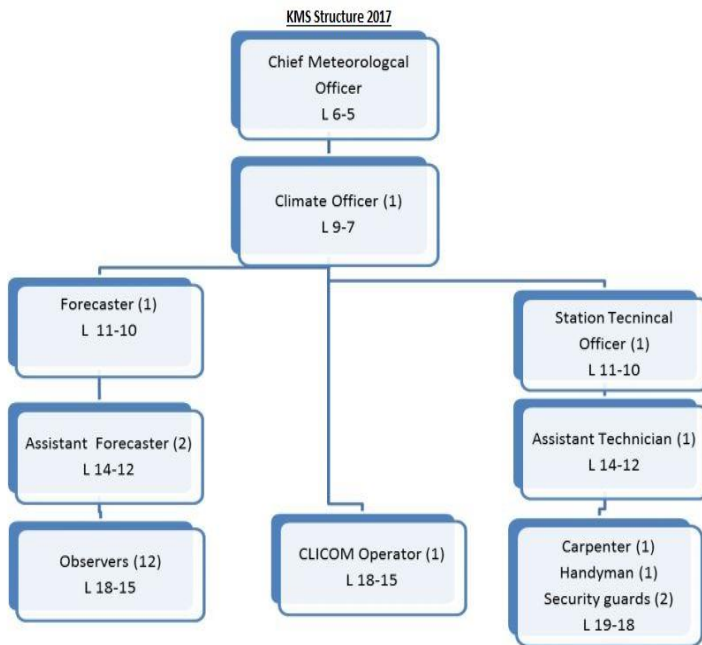 KMS Structure 2017
Chief Meteorologcal
Officer
L 6-5
Climate Officer (1)
L 9-7
Forecaster (1)
L 11-10
Assistant Forecaster (2)
L 14-12
Observers (12)
L 18-15
CLICOM Operator (1)
L 18-15
Station Tecnincal
Officer (1)
L 11-10
Assistant Technician (1)
L 14-12
Carpenter (1)
Handyman (1)
Security guards (2)
L 19-18